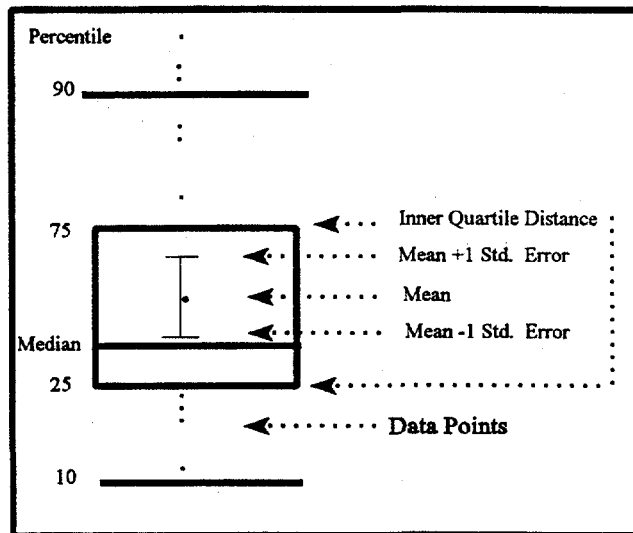 Percentile
90
75
Inner Quartile Distance
Mean +1 Std. Error
Mean
Mean -1 Std. Error
Median
25
Data Points
10